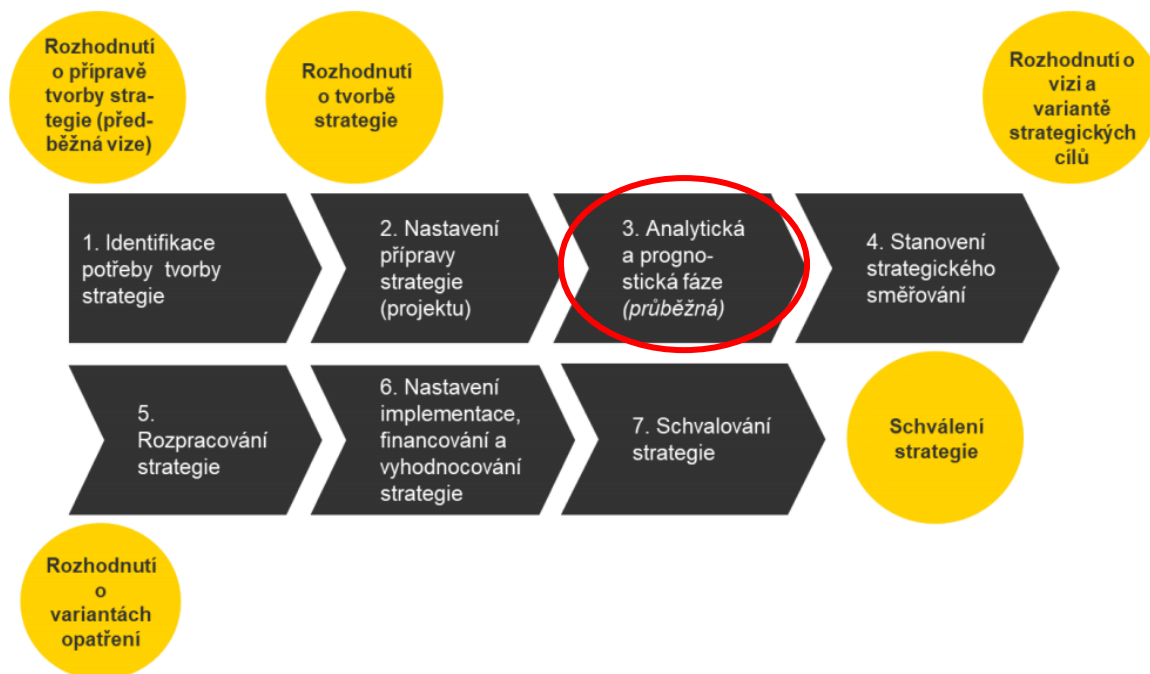 Rozhodnutí
o přípravě
tvorby stra-
tegie (před-
běžná vize)
Rozhodnutí
o tvorbě
strategie
Rozhodnutí o
vizi a
variantě
strategických
cílů
1. Identifikace
potřeby tvorby
strategie
2. Nastavení
přípravy
strategie
(projektu)
3. Analytická
a progno-
stická fáze
(průběžná)
4. Stanovení
strategického
směřování
5.
Rozpracování
strategie
6. Nastavení
implementace,
financování a
vyhodnocování
strategie
7. Schvalování
strategie
Schválení
strategie
Rozhodnutí
o
variantách
opatření